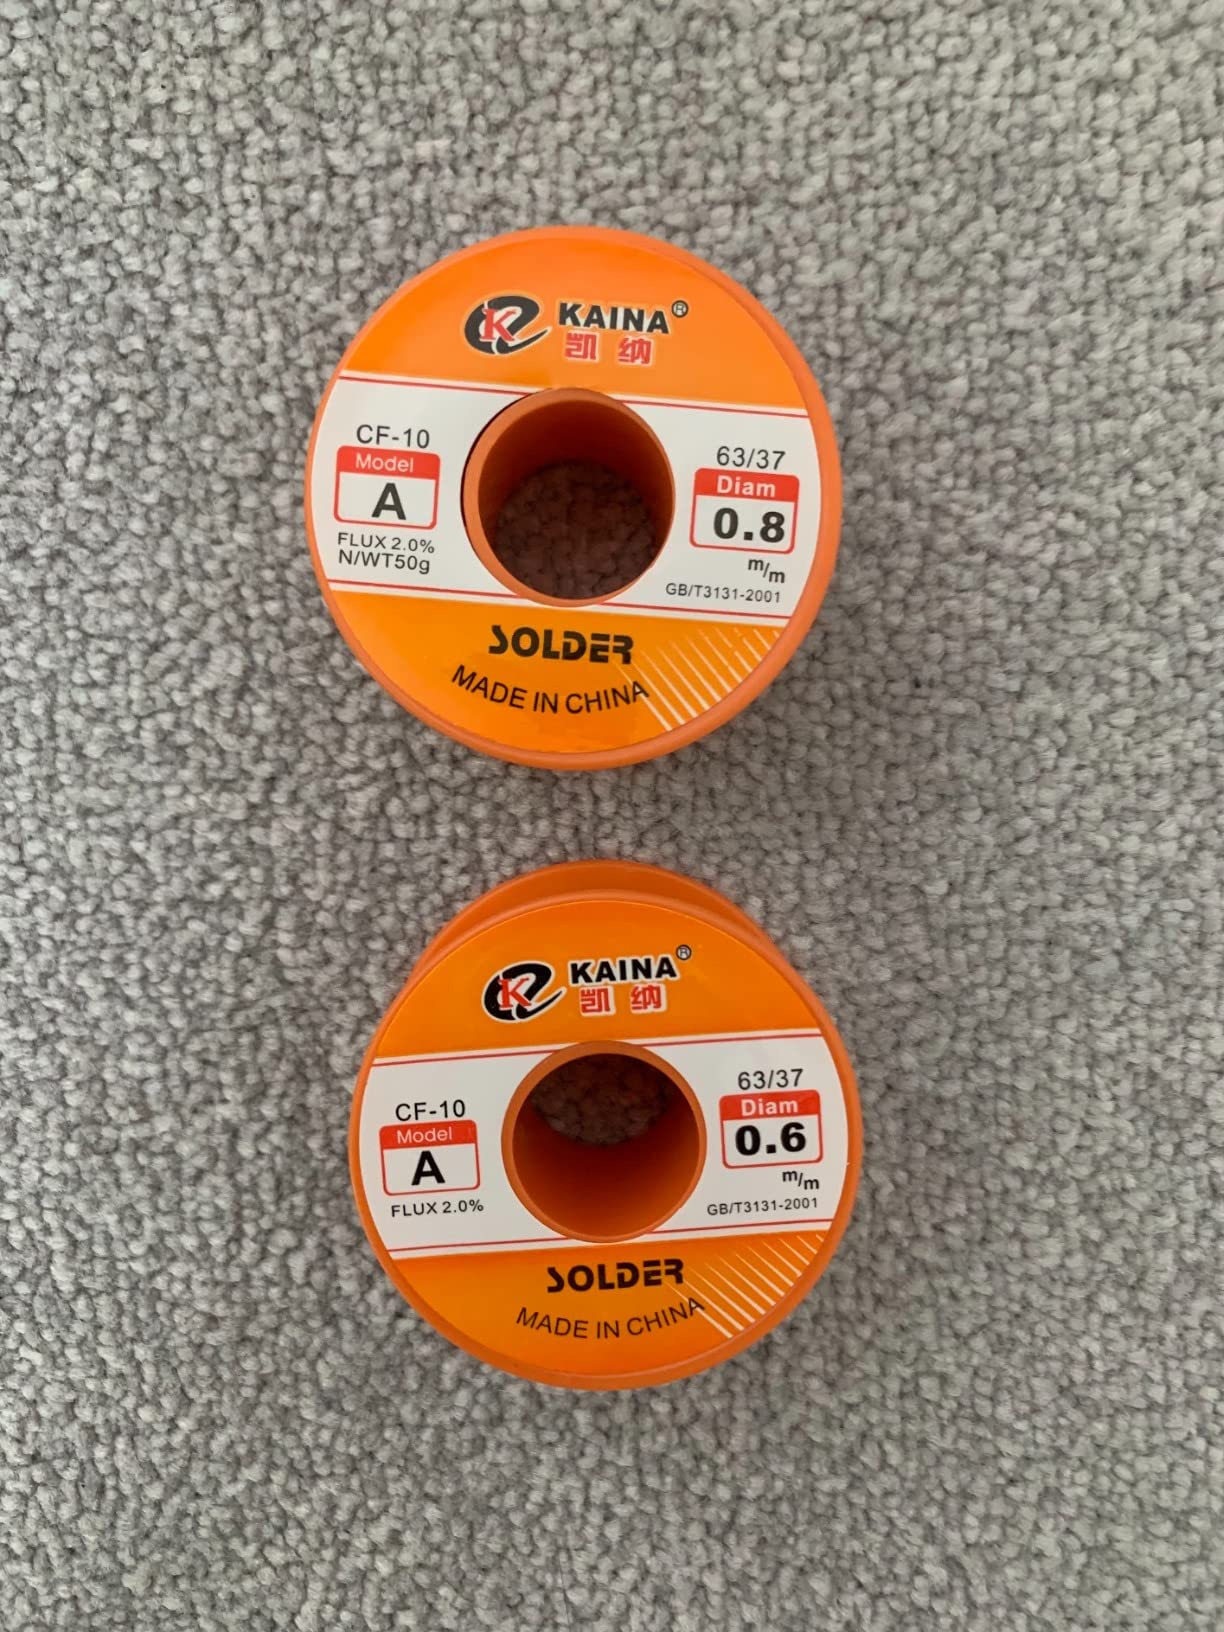 K
KAINA®
凯 纳
CF-10
Model
A
FLUX 2.0%
N/WT50g
63/37
Diam
0.8
m/m
GB/T3131-2001
SOLDER
MADE IN CHINA
K
KAINA®
凯 纳
CF-10
Model
A
FLUX 2.0%
63/37
Diam
0.6
m/m
GB/T3131-2001
SOLDER
MADE IN CHINA